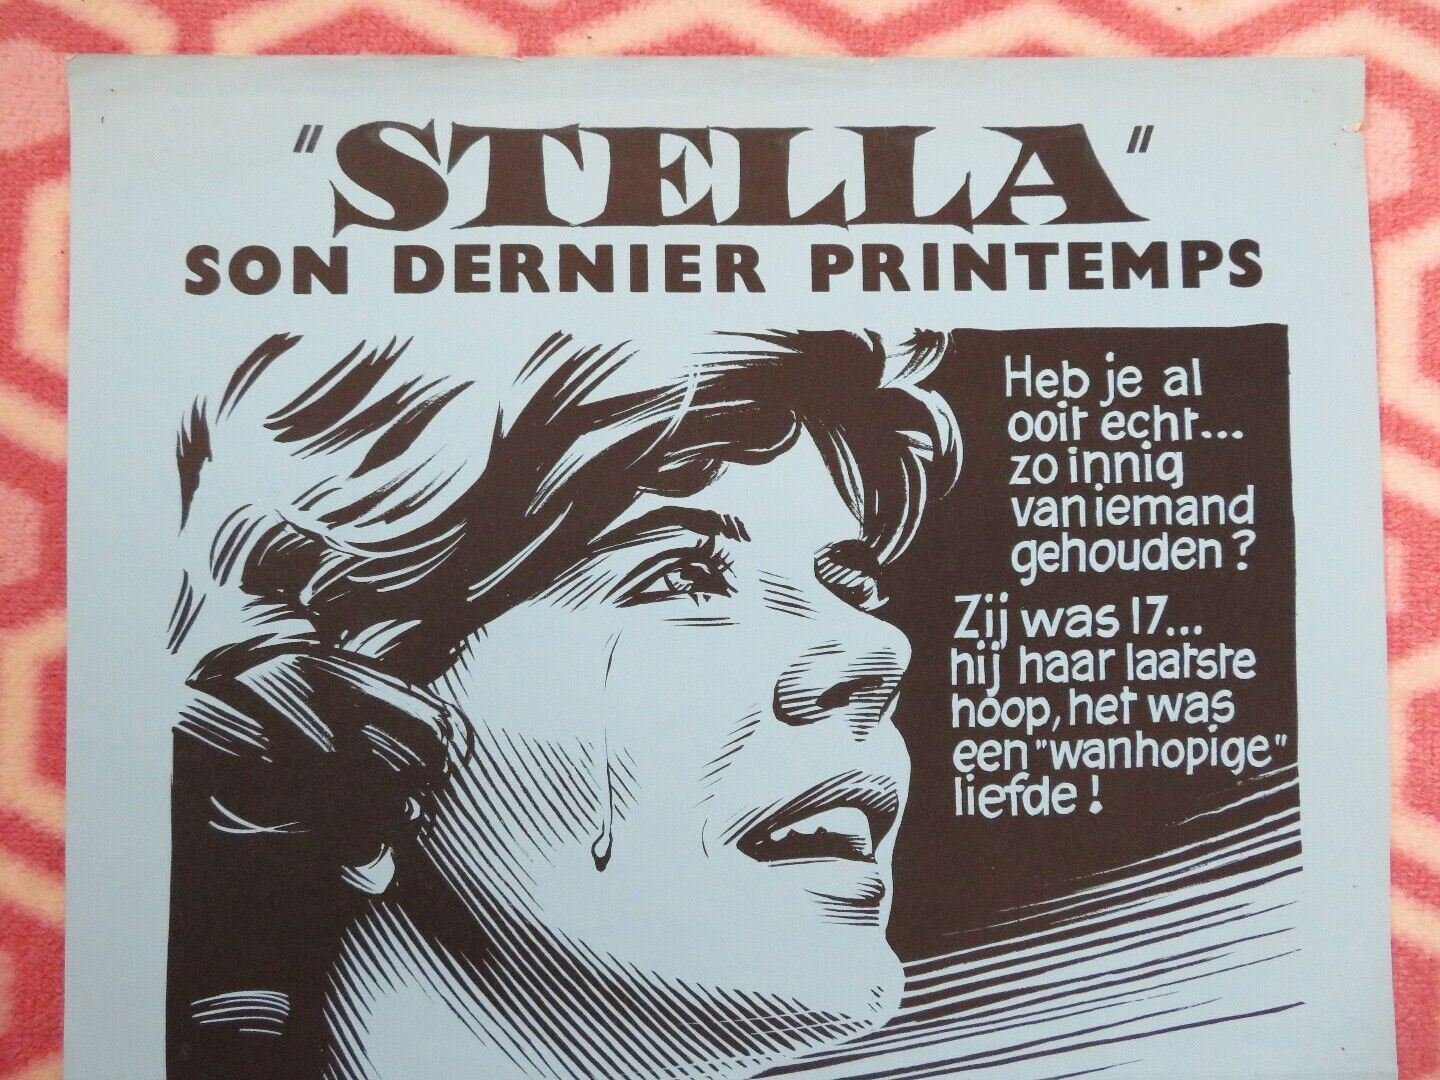 "STELLA"
SON DERNIER PRINTEMPS
Heb je al
ooit echt...
zo innig
van iemand
gehouden?
Zij was 17...
hij haar laatste
hoop, het was
een "wanhopige"
liefde!